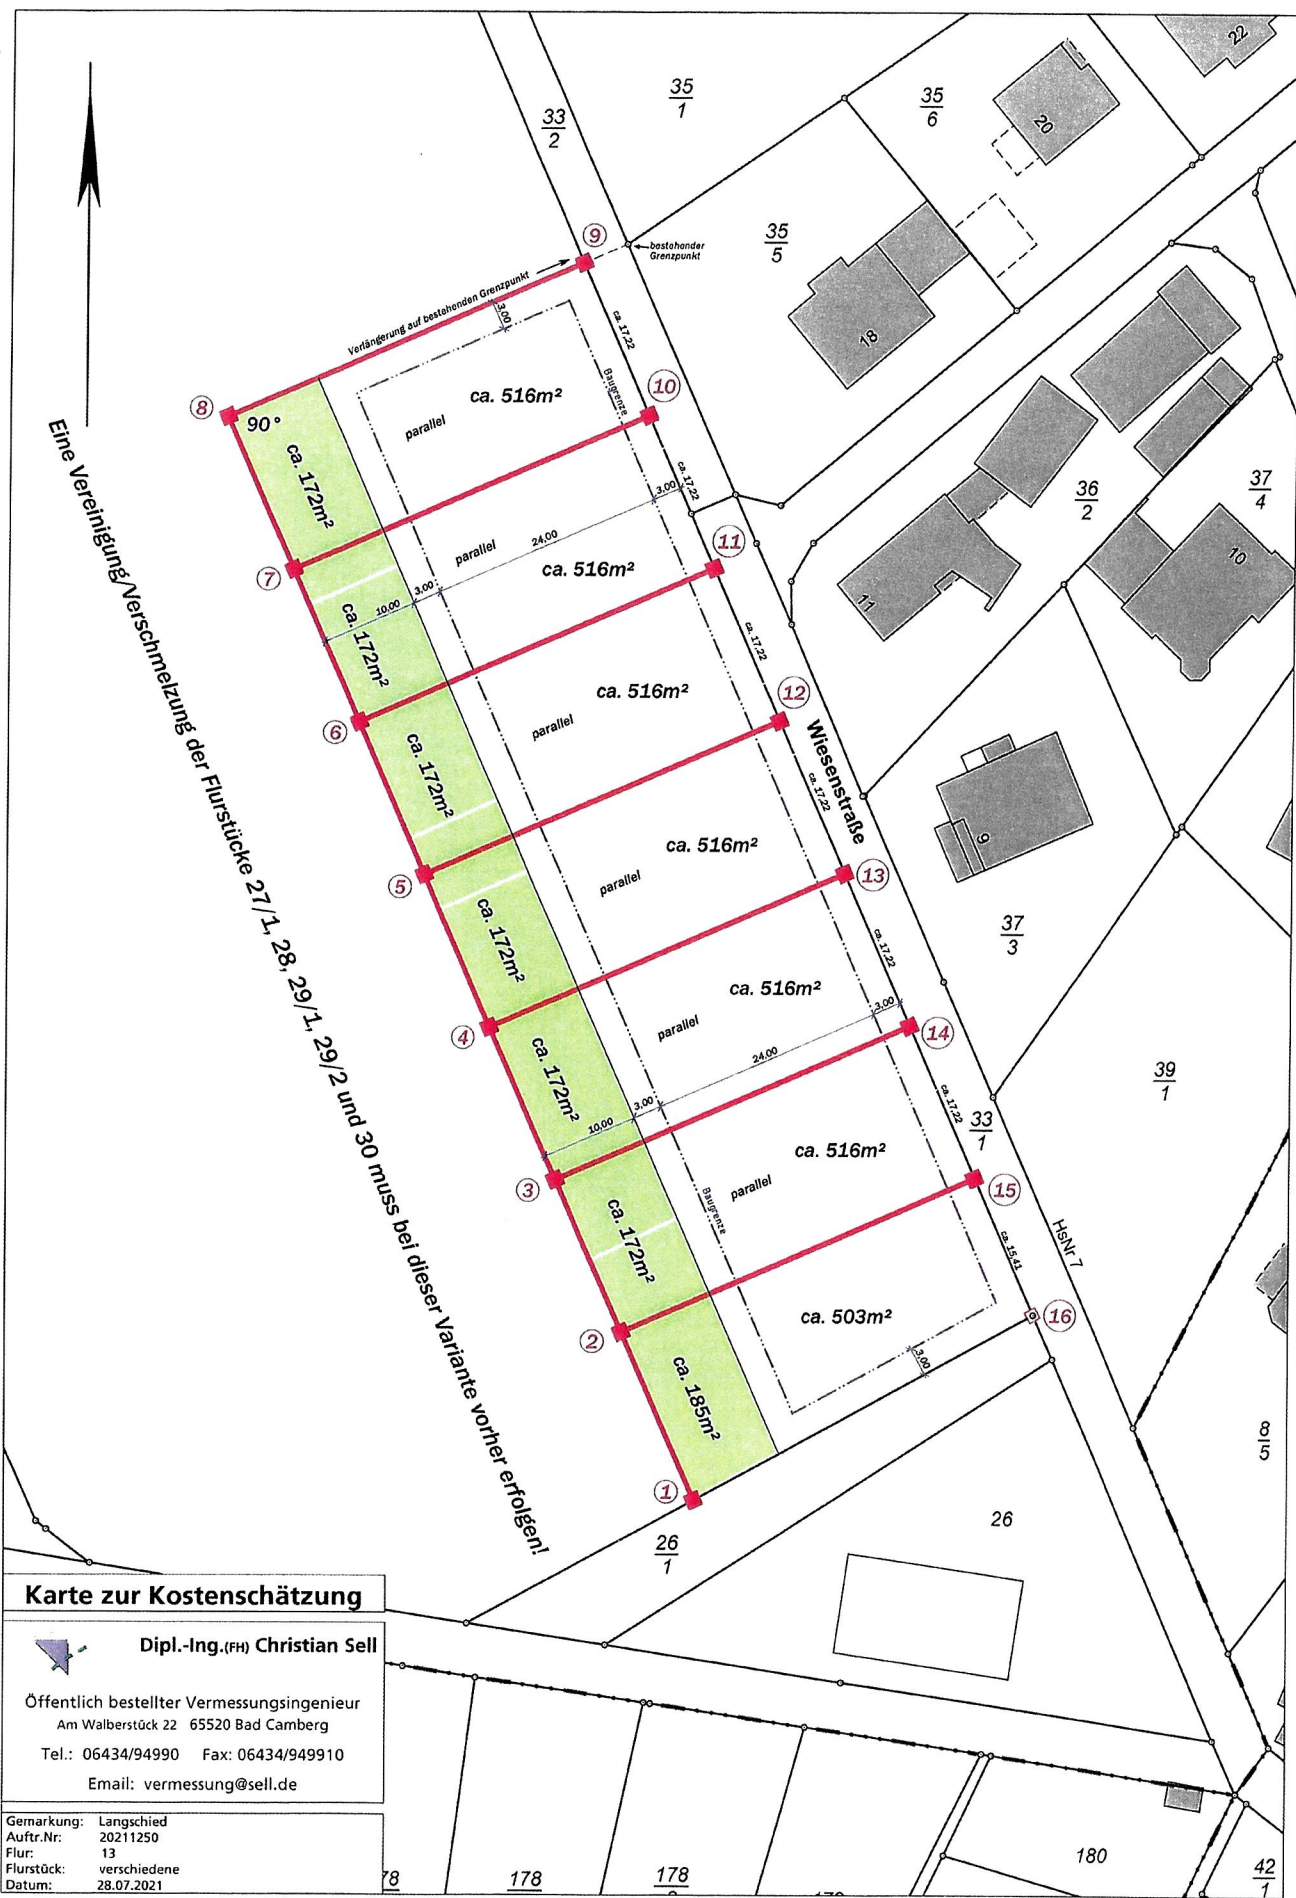 22
35
1
33
2
35
6
20
9
bestehender
Grenzpunkt
35
5
Verlängerung auf bestehenden Grenzpunkt
3,00
ca. 17,22
18
8
90°
ca. 516m²
parallel
Baugrenze
10
ca. 172m²
ca. 17,22
3,00
36
2
37
4
parallel
24,00
ca. 516m²
11
10
7
3,00
10,00
ca. 172m²
11
ca. 17,22
ca. 516m²
12
6
parallel
Wiesenstraße
ca. 172m²
ca. 17,22
9
ca. 516m²
13
5
parallel
37
3
ca. 172m²
ca. 17,22
ca. 516m²
3,00
14
4
parallel
24,00
ca. 172m²
3,00
10,00
ca. 17,22
39
1
33
1
ca. 516m²
3
parallel
15
Baugrenze
ca. 172m²
HsNr 7
ca. 15,41
ca. 503m²
16
2
3,00
ca. 185m²
8
5
1
26
26
1
Eine Vereinigung/Verschmelzung der Flurstücke 27/1, 28, 29/1, 29/2 und 30 muss bei dieser Variante vorher erfolgen!
Karte zur Kostenschätzung
Dipl.-Ing.(FH) Christian Sell
Öffentlich bestellter Vermessungsingenieur
Am Walberstück 22 65520 Bad Camberg
Tel.: 06434/94990 Fax: 06434/949910
Email: vermessung@sell.de
Gemarkung: Langschied
Auftr.Nr: 20211250
Flur: 13
Flurstück: verschiedene
Datum: 28.07.2021
178
178
180
42
1